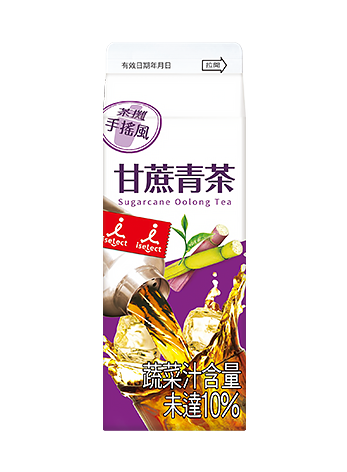 有效日期年月日
拉開
茶攤
手搖風
甘蔗青茶
Sugarcane Oolong Tea
iselect
iselect
蔬菜汁含量
未達10%